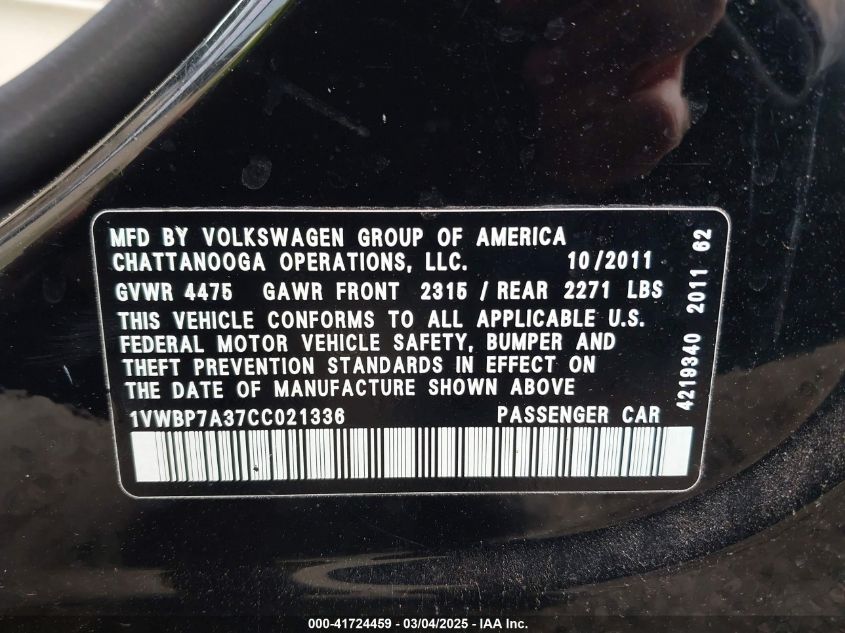 MFD BY VOLKSWAGEN GROUP OF AMERICA
CHATTANOOGA OPERATIONS, LLC. 10/2011
GVWR 4475 GAWR FRONT 2315 / REAR 2271 LBS
THIS VEHICLE CONFORMS TO ALL APPLICABLE U.S.
FEDERAL MOTOR VEHICLE SAFETY, BUMPER AND
THEFT PREVENTION STANDARDS IN EFFECT ON
THE DATE OF MANUFACTURE SHOWN ABOVE
1VWBP7A37CC021336 PASSENGER CAR
4219340 2011 62
000-41724459 - 03/04/2025 - IAA Inc.